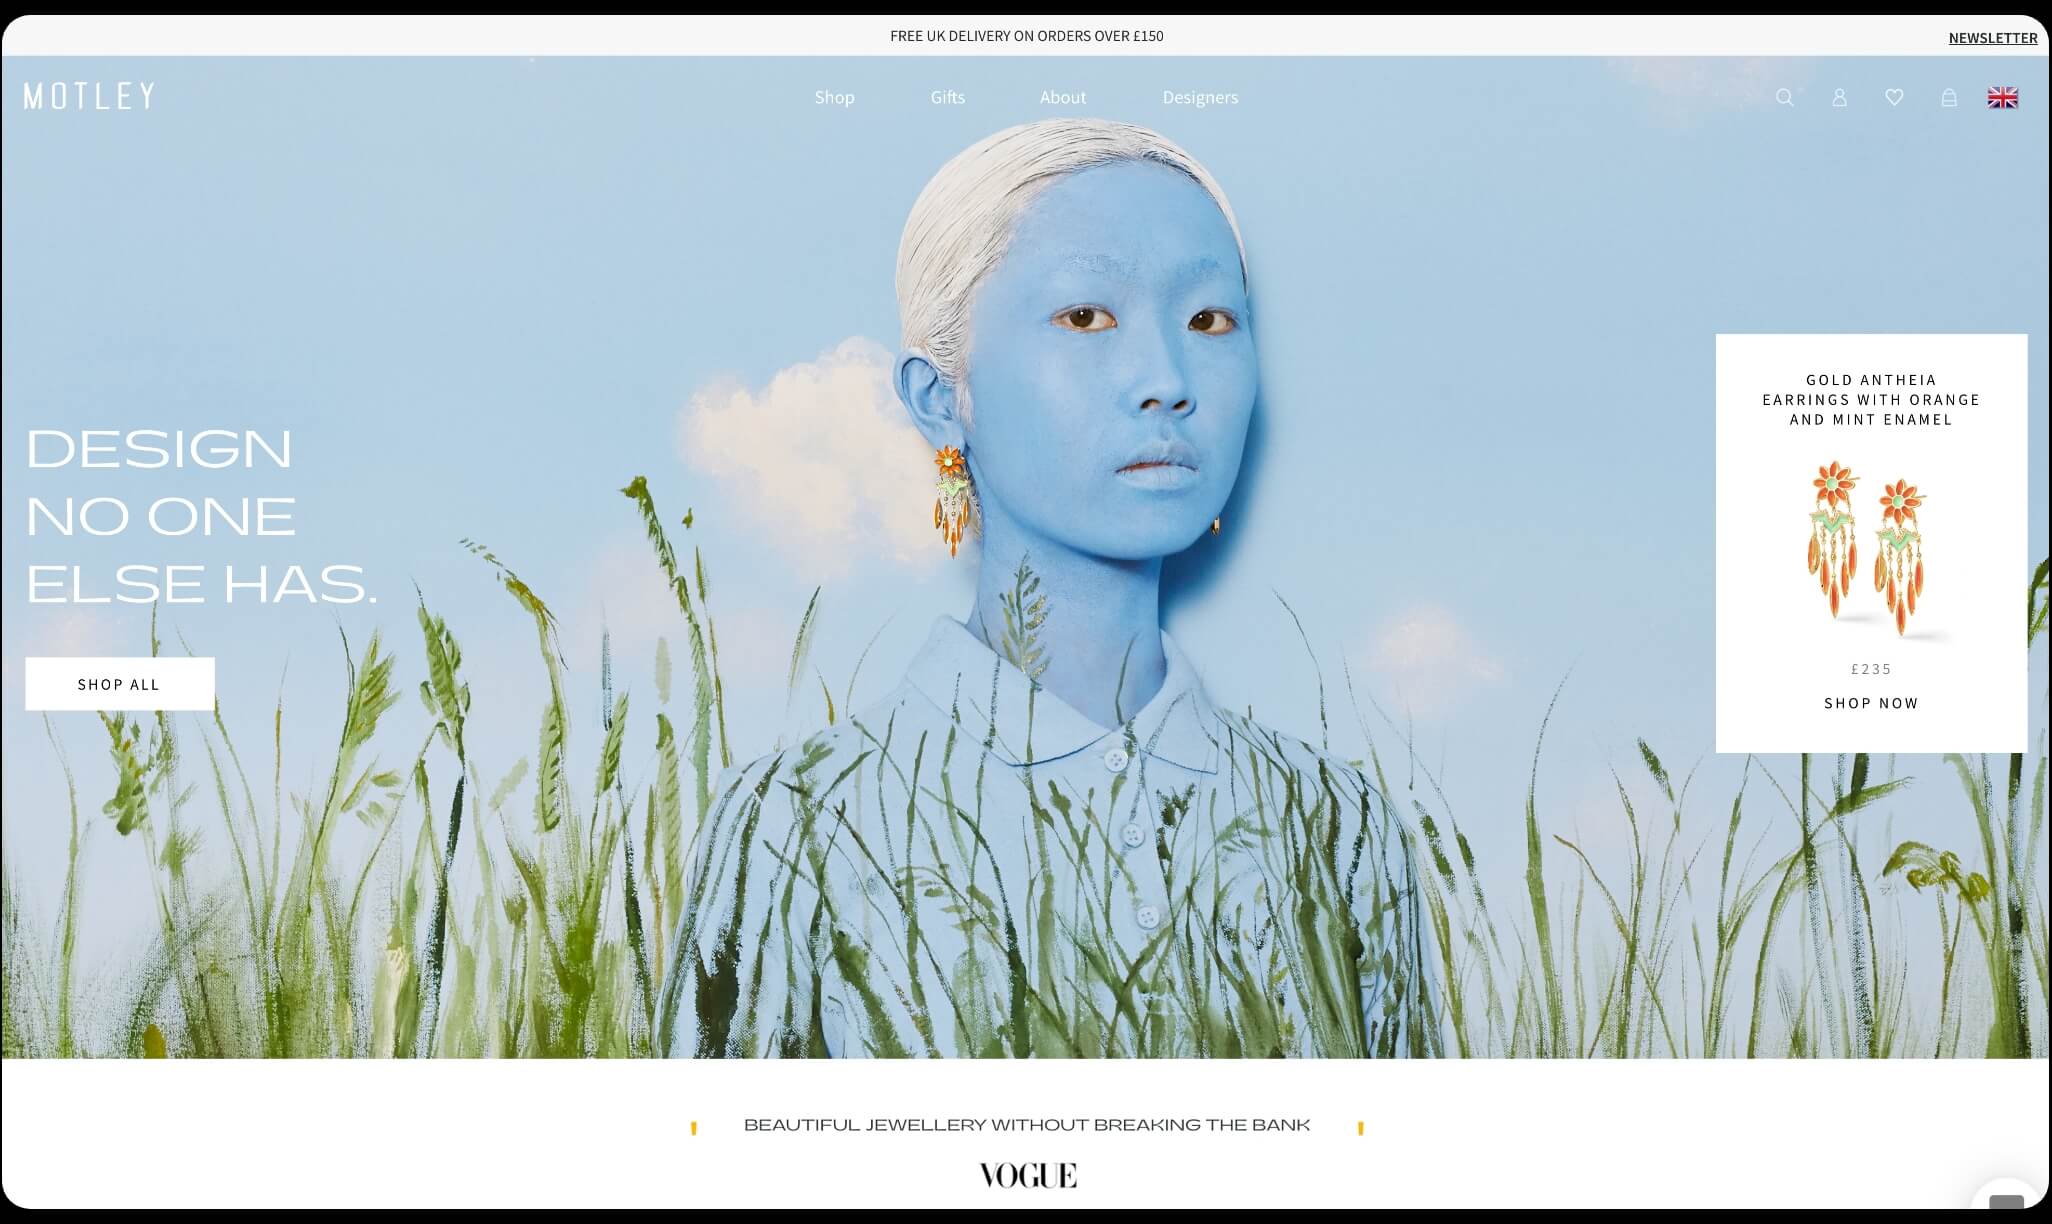 FREE UK DELIVERY ON ORDERS OVER £150
NEWSLETTER
MOTLEY
Shop
Gifts
About
Designers
DESIGN
NO ONE
ELSE HAS.
SHOP ALL
GOLD ANTHEIA
EARRINGS WITH ORANGE
AND MINT ENAMEL
£235
SHOP NOW
BEAUTIFUL JEWELLERY WITHOUT BREAKING THE BANK
VOGUE